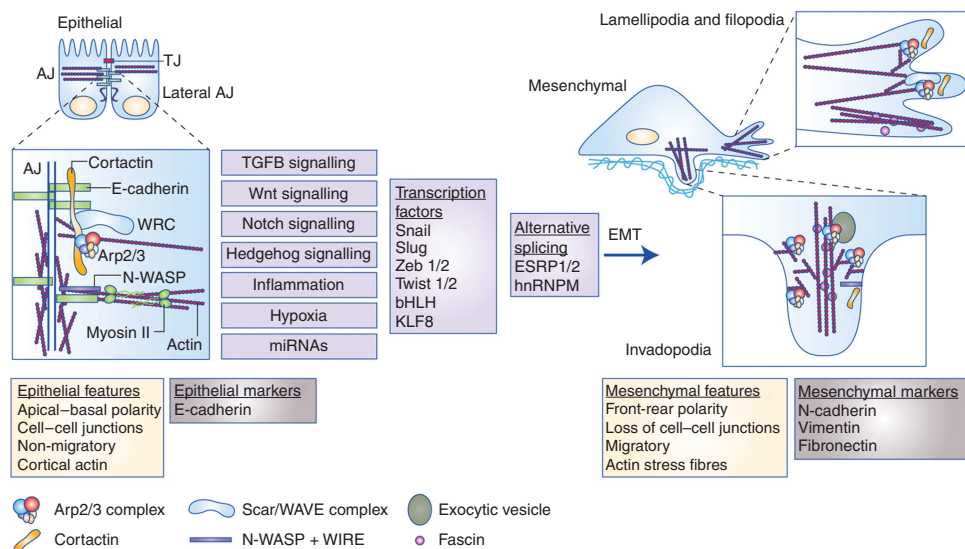 Epithelial
TJ
AJ
Lateral AJ
AJ
Cortactin
E-cadherin
WRC
Arp2/3
N-WASP
Myosin II
Actin
TGFB signalling
Wnt signalling
Notch signalling
Hedgehog signalling
Inflammation
Hypoxia
miRNAs
Transcription
factors
Snail
Slug
Zeb 1/2
Twist 1/2
bHLH
KLF8
Alternative
splicing
ESRP1/2
hnRNPM
EMT
Lamellipodia and filopodia
Mesenchymal
Invadopodia
Epithelial features
Apical–basal polarity
Cell–cell junctions
Non-migratory
Cortical actin
Epithelial markers
E-cadherin
Mesenchymal features
Front-rear polarity
Loss of cell–cell junctions
Migratory
Actin stress fibres
Mesenchymal markers
N-cadherin
Vimentin
Fibronectin
Arp2/3 complex
Scar/WAVE complex
Exocytic vesicle
Cortactin
N-WASP + WIRE
Fascin